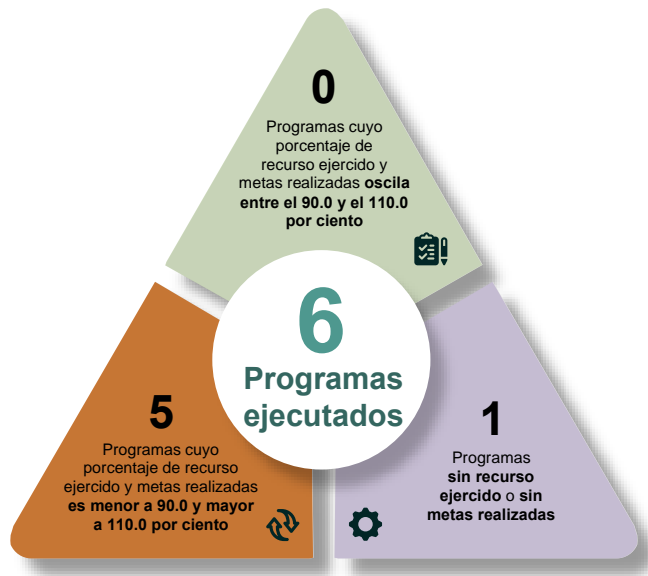 0
Programas cuyo
porcentaje de
recurso ejercido y
metas realizadas oscila
entre el 90.0 y el 110.0
por ciento
6
Programas
ejecutados
5
Programas cuyo
porcentaje de recurso
ejercido y metas realizadas
es menor a 90.0 y mayor
a 110.0 por ciento
1
Programas
sin recurso
ejercido o sin
metas realizadas